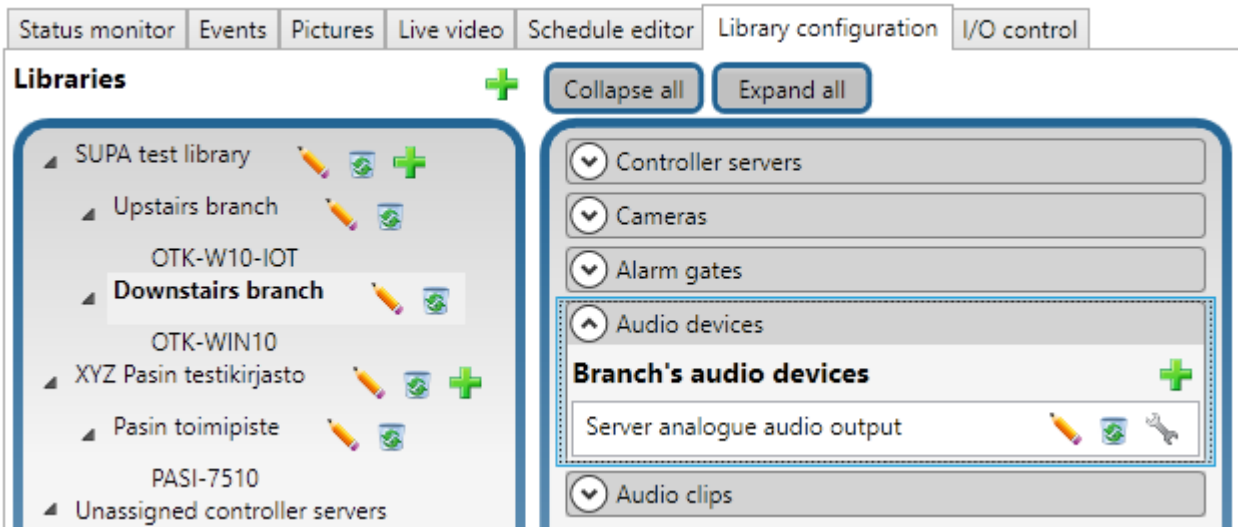 Status monitor Events Pictures Live video Schedule editor Library configuration I/O control
Libraries
Collapse all Expand all
SUPA test library
Upstairs branch
OTK-W10-IOT
Downstairs branch
OTK-WIN10
XYZ Pasin testikirjasto
Pasin toimipiste
PASI-7510
Unassigned controller servers
Controller servers
Cameras
Alarm gates
Audio devices
Branch's audio devices
Server analogue audio output
Audio clips